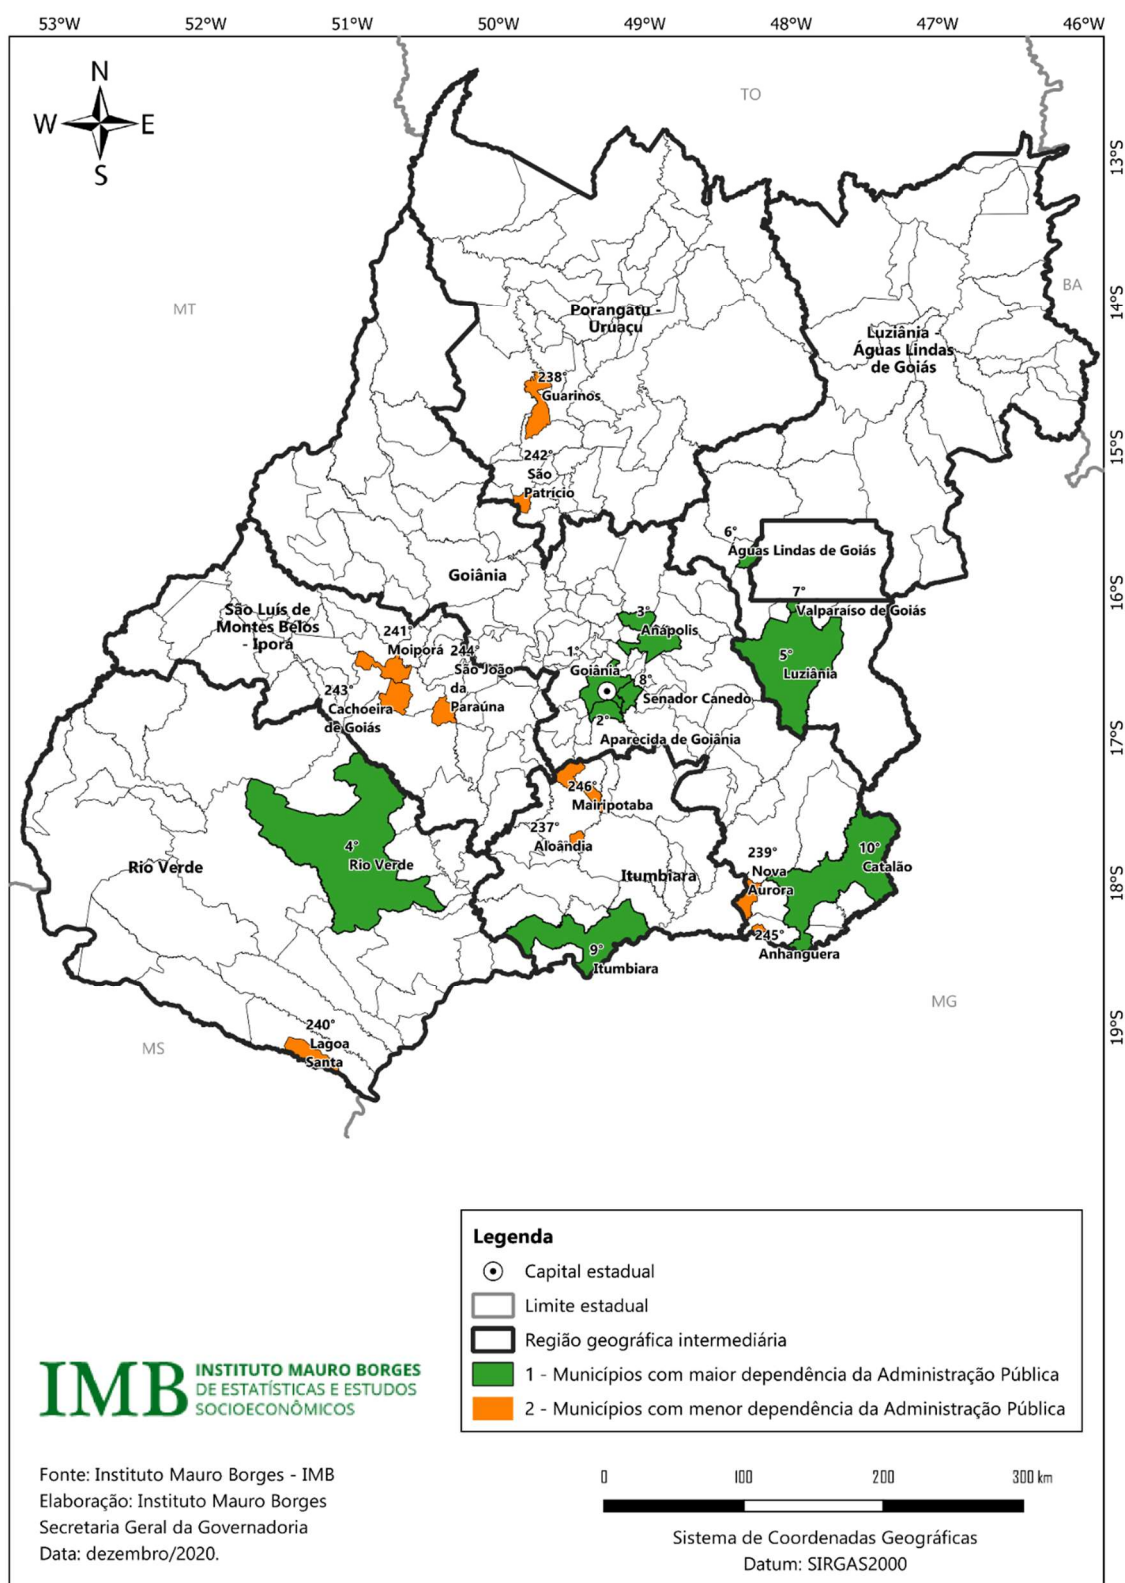 53°W 52°W 51°W 50°W 49°W 48°W 47°W 46°W
N
W E
S
TO
13°S
MT
BA
14°S
Porangatu -
Uruaçu
Luziânia -
Águas Lindas
de Goiás
238°
Guarinos
15°S
242°
São
Patrício
6°
Águas Lindas de Goiás
Goiânia
16°S
7°
Valparaíso de Goiás
São Luís de
Montes Belos
- Iporá
3°
Anápolis
241°
Moiporá
244°
São João
da
Paraúna
1°
Goiânia
5°
Luziânia
8°
Senador Canedo
243°
Cachoeira
de Goiás
2°
Aparecida de Goiânia
17°S
246°
Mairipotaba
237°
Aloândia
4°
Rio Verde
Rio Verde
239°
Nova
Aurora
10°
Catalão
Itumbiara
18°S
245°
Anhanguera
9°
Itumbiara
MG
240°
Lagoa
Santa
MS
19°S
Legenda
Capital estadual
Limite estadual
Região geográfica intermediária
1 - Municípios com maior dependência da Administração Pública
2 - Municípios com menor dependência da Administração Pública
IMB INSTITUTO MAURO BORGES
DE ESTATÍSTICAS E ESTUDOS
SOCIOECONÔMICOS
Fonte: Instituto Mauro Borges - IMB
Elaboração: Instituto Mauro Borges
Secretaria Geral da Governadoria
Data: dezembro/2020.
0 100 200 300 km
Sistema de Coordenadas Geográficas
Datum: SIRGAS2000